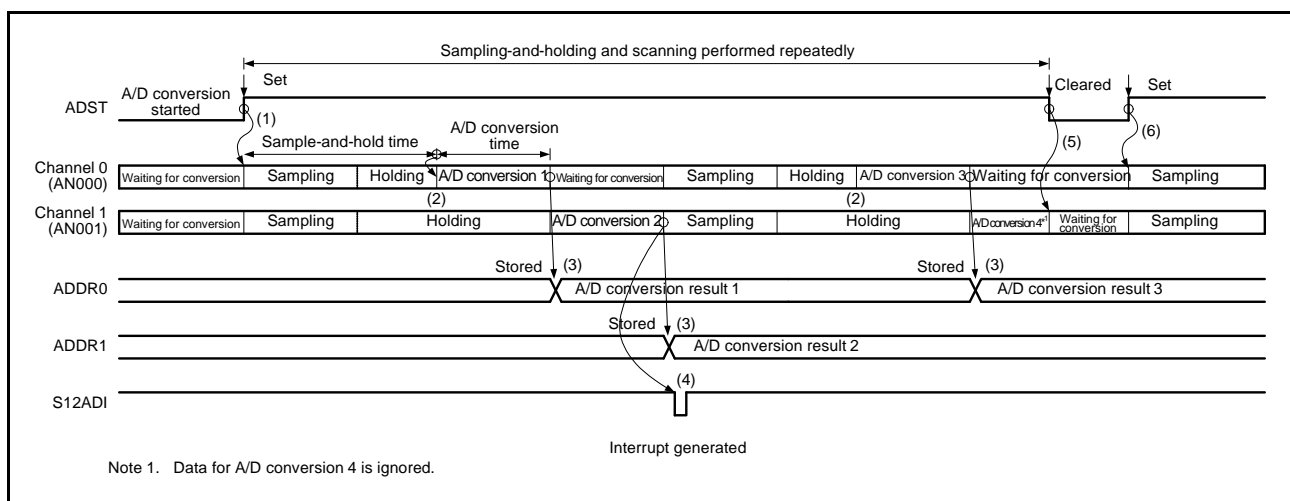 Sampling-and-holding and scanning performed repeatedly
ADST
A/D conversion
started
Set
Cleared
Set
(1)
(5)
(6)
Sample-and-hold time
A/D conversion
time
Channel 0
(AN000)
Waiting for conversion
Sampling
Holding
A/D conversion 1
Waiting for conversion
Sampling
Holding
A/D conversion 3
Waiting for conversion
Sampling
(2)
(2)
Channel 1
(AN001)
Waiting for conversion
Sampling
Holding
A/D conversion 2
Sampling
Holding
A/D conversion 4*1
Waiting for
conversion
Sampling
Stored
(3)
Stored
(3)
ADDR0
A/D conversion result 1
A/D conversion result 3
Stored
(3)
ADDR1
A/D conversion result 2
(4)
S12ADI
Interrupt generated
Note 1. Data for A/D conversion 4 is ignored.